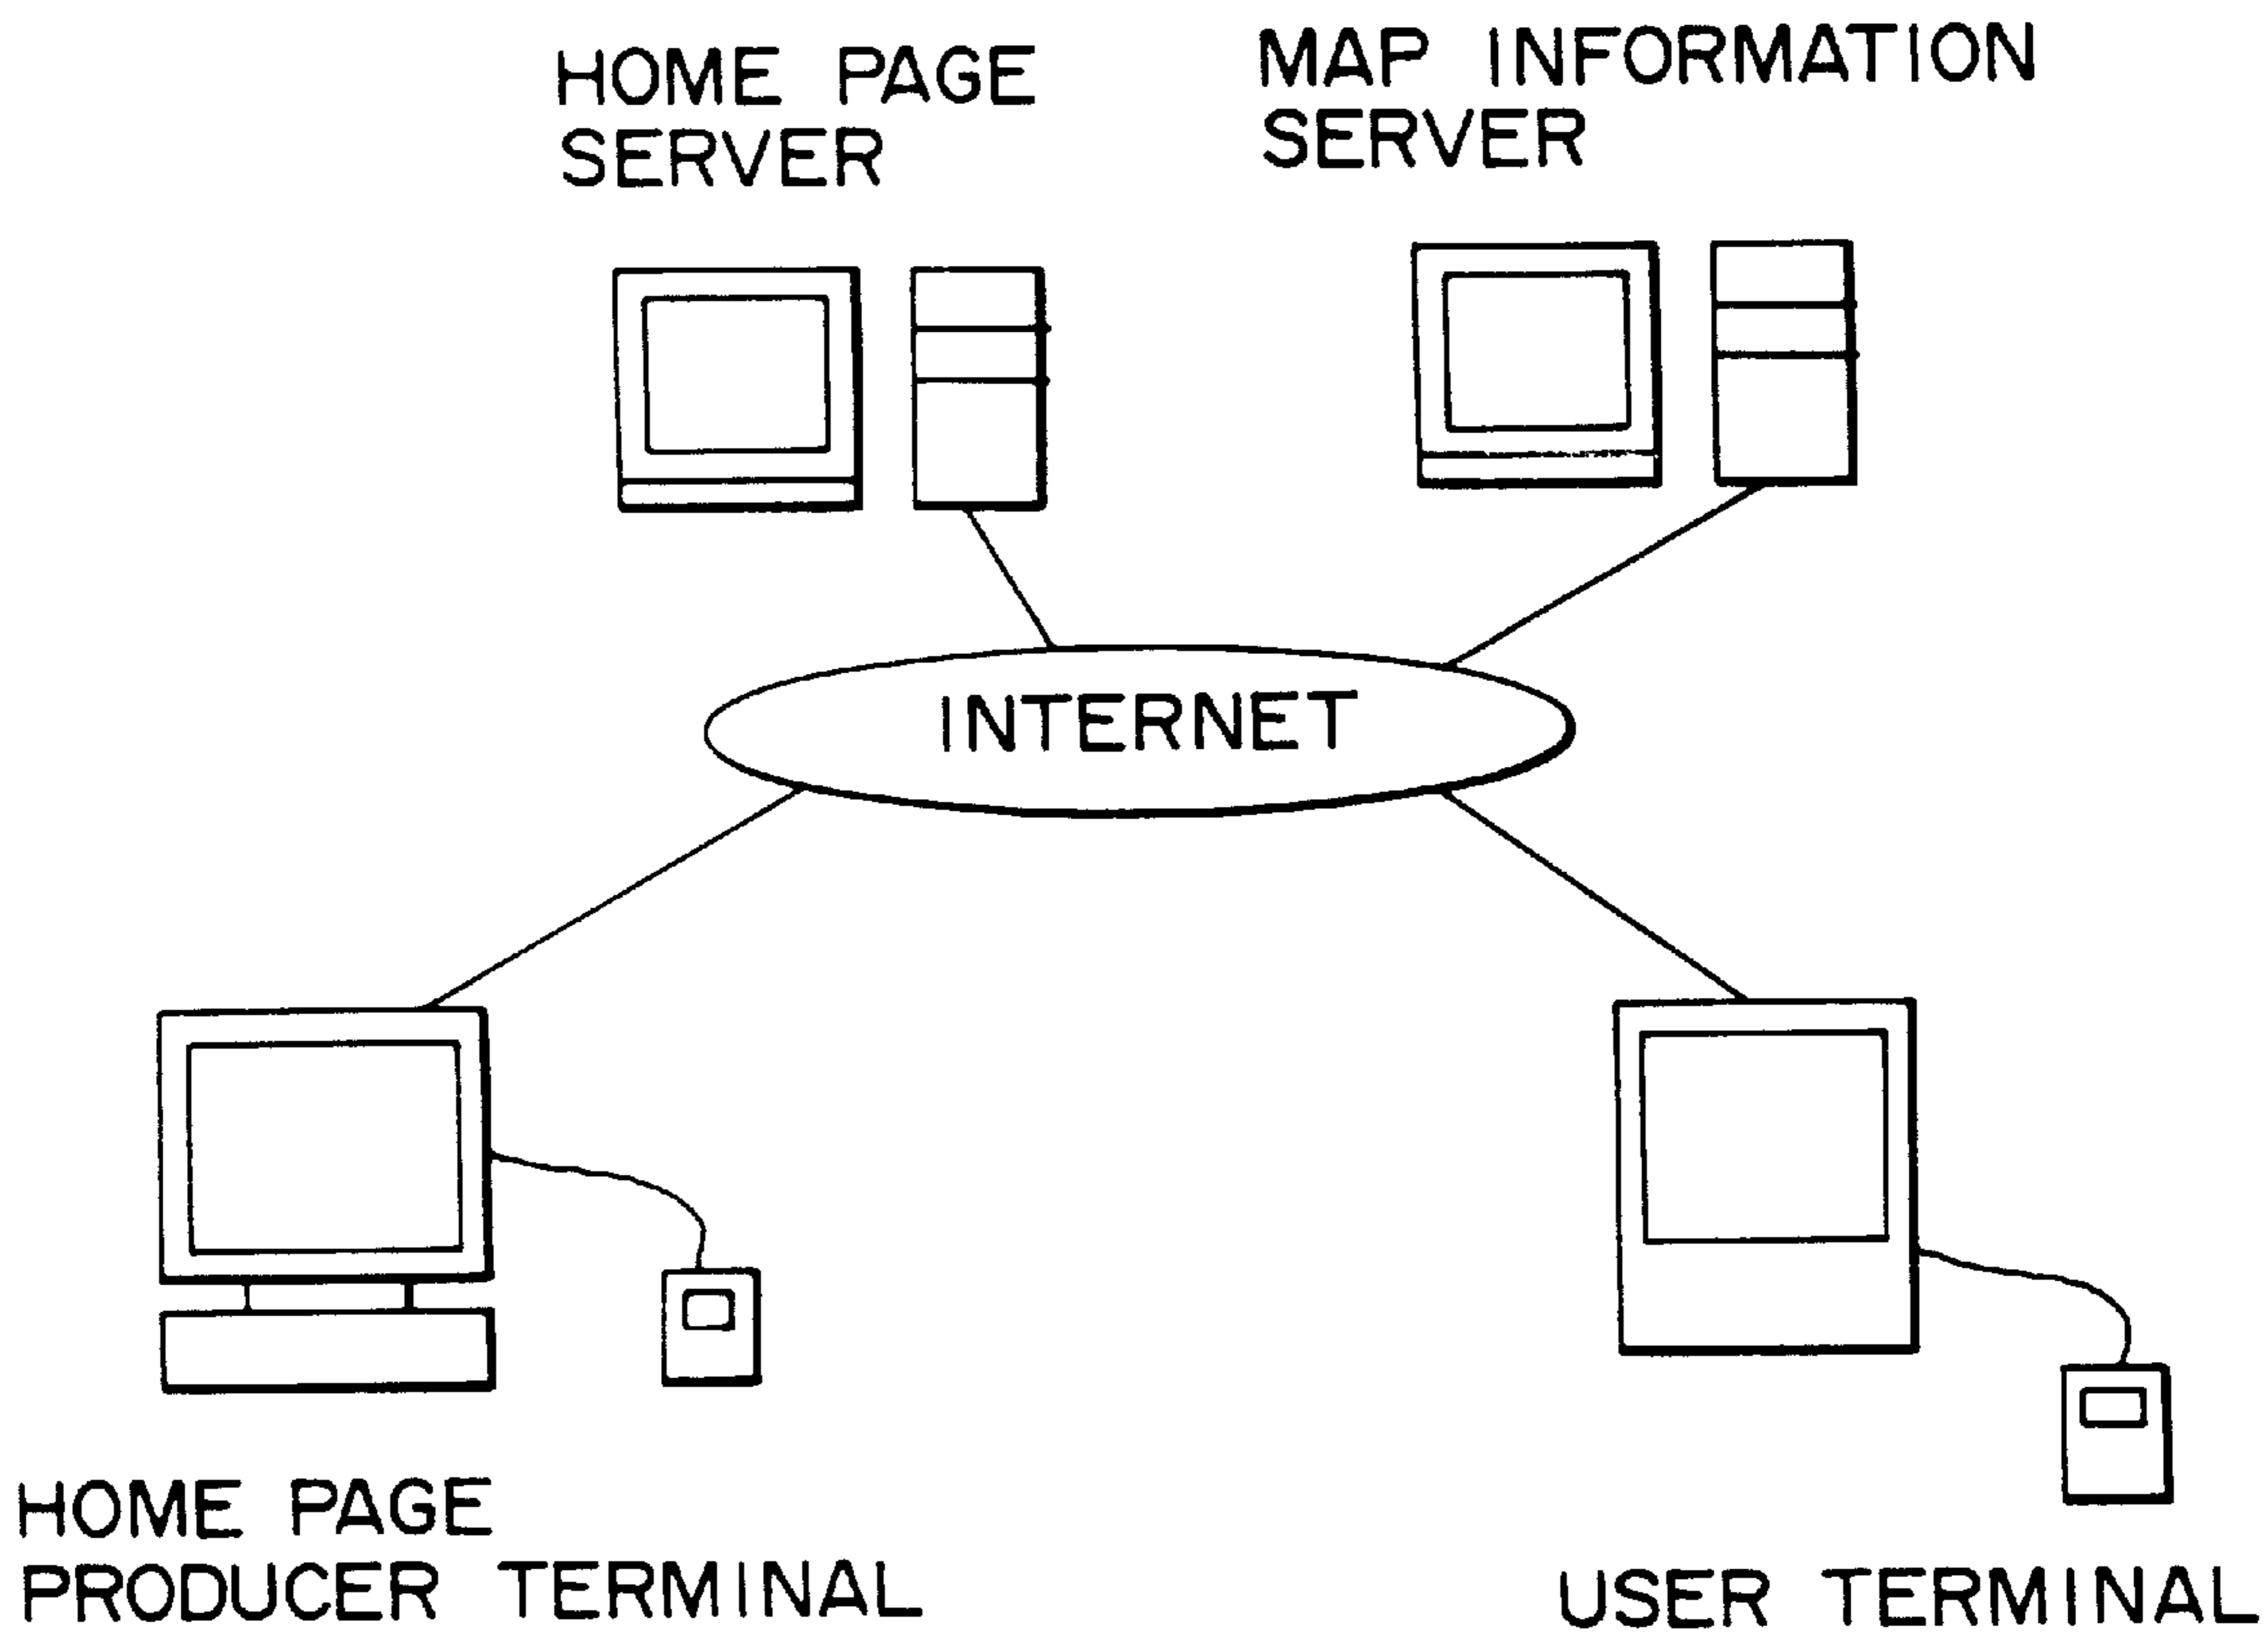 HOME PAGE
SERVER
MAP INFORMATION
SERVER
INTERNET
HOME PAGE
PRODUCER TERMINAL
USER TERMINAL